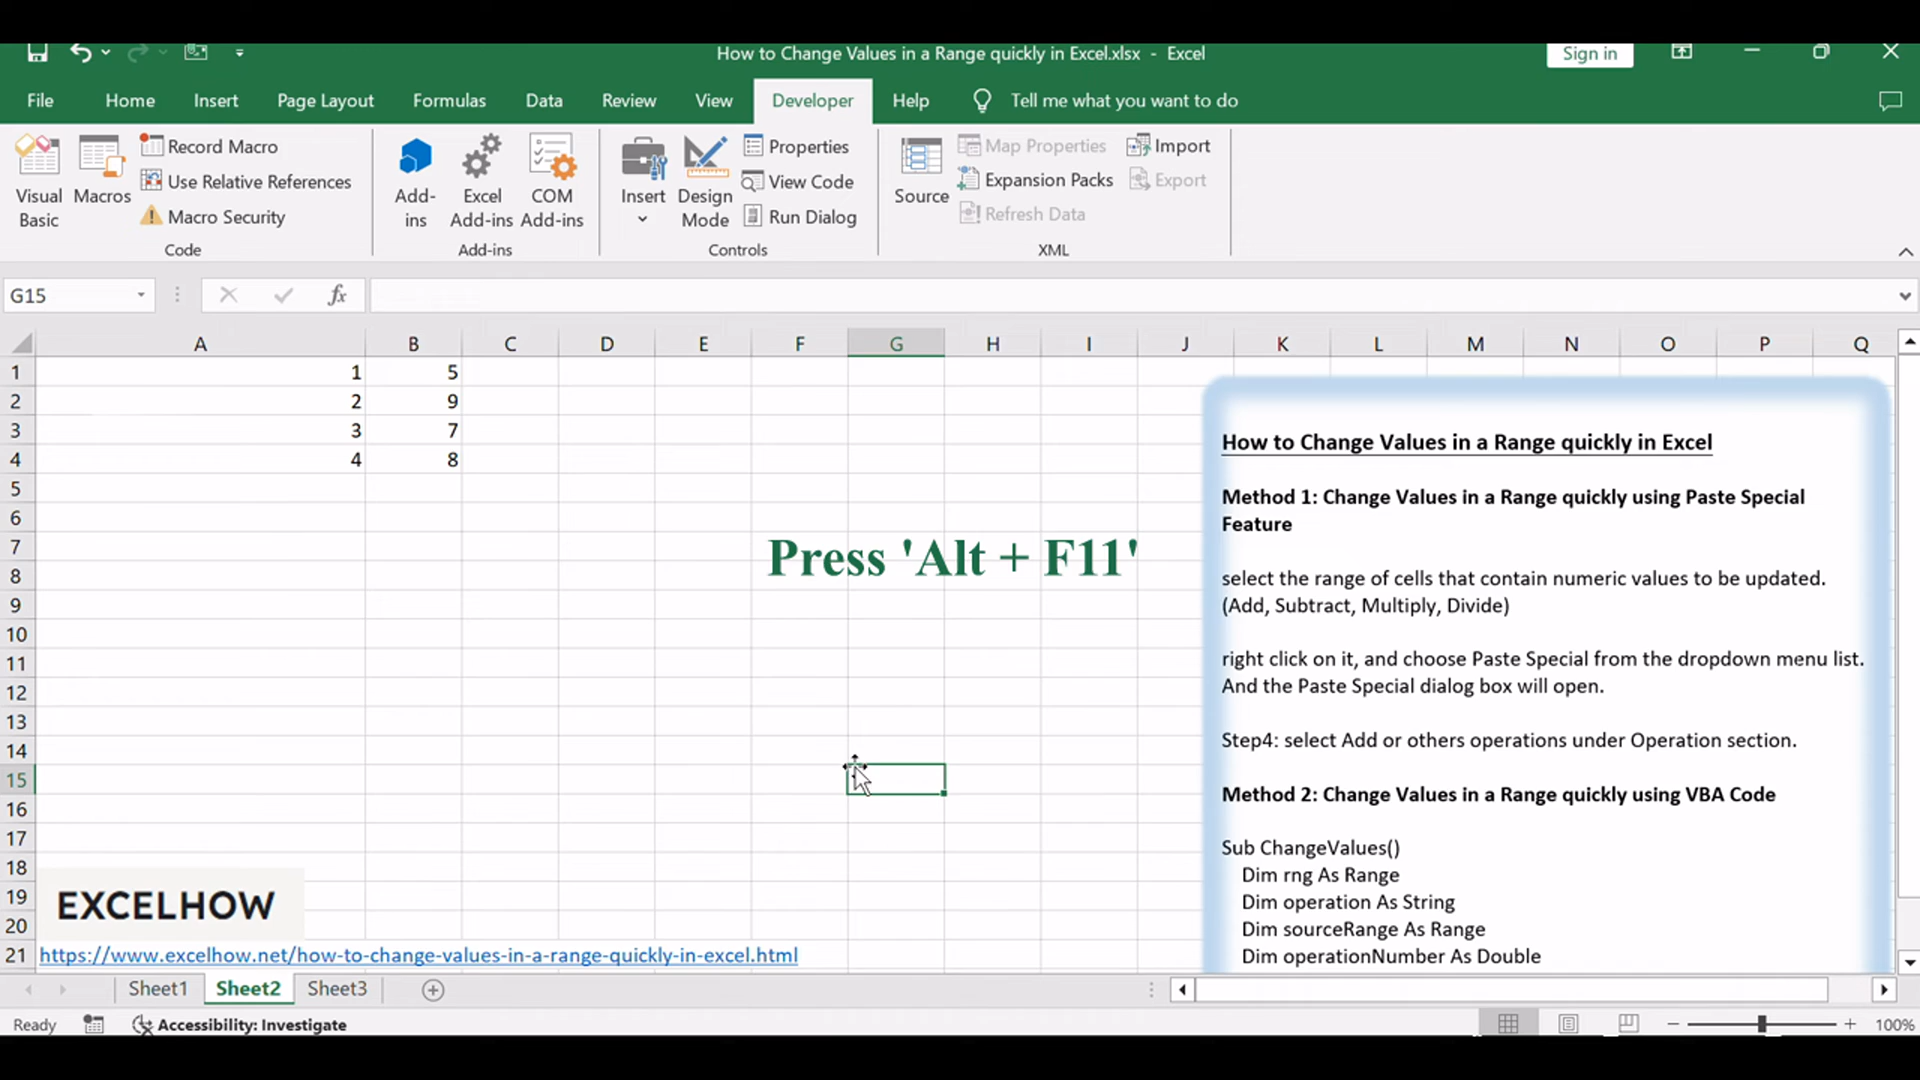 How to Change Values in a Range quickly in Excel.xlsx - Excel
Sign in
File Home Insert Page Layout Formulas Data Review View Developer Help Tell me what you want to do
Visual Basic
Macros
Record Macro
Use Relative References
Macro Security
Code
Add-ins
Excel Add-ins
COM Add-ins
Add-ins
Insert
Design Mode
Properties
View Code
Run Dialog
Controls
Source
Map Properties
Expansion Packs
Refresh Data
Import
Export
XML
G15
fx
A B C D E F G H I J K L M N O P Q
1 1 5
2 2 9
3 3 7
4 4 8
5
6
7
8
9
10
11
12
13
14
15
16
17
18
19
20
21
Press 'Alt + F11'
How to Change Values in a Range quickly in Excel
Method 1: Change Values in a Range quickly using Paste Special
Feature
select the range of cells that contain numeric values to be updated.
(Add, Subtract, Multiply, Divide)
right click on it, and choose Paste Special from the dropdown menu list.
And the Paste Special dialog box will open.
Step4: select Add or others operations under Operation section.
Method 2: Change Values in a Range quickly using VBA Code
Sub ChangeValues()
Dim rng As Range
Dim operation As String
Dim sourceRange As Range
Dim operationNumber As Double
EXCELHOW
https://www.excelhow.net/how-to-change-values-in-a-range-quickly-in-excel.html
Sheet1 Sheet2 Sheet3
Ready
Accessibility: Investigate
100%